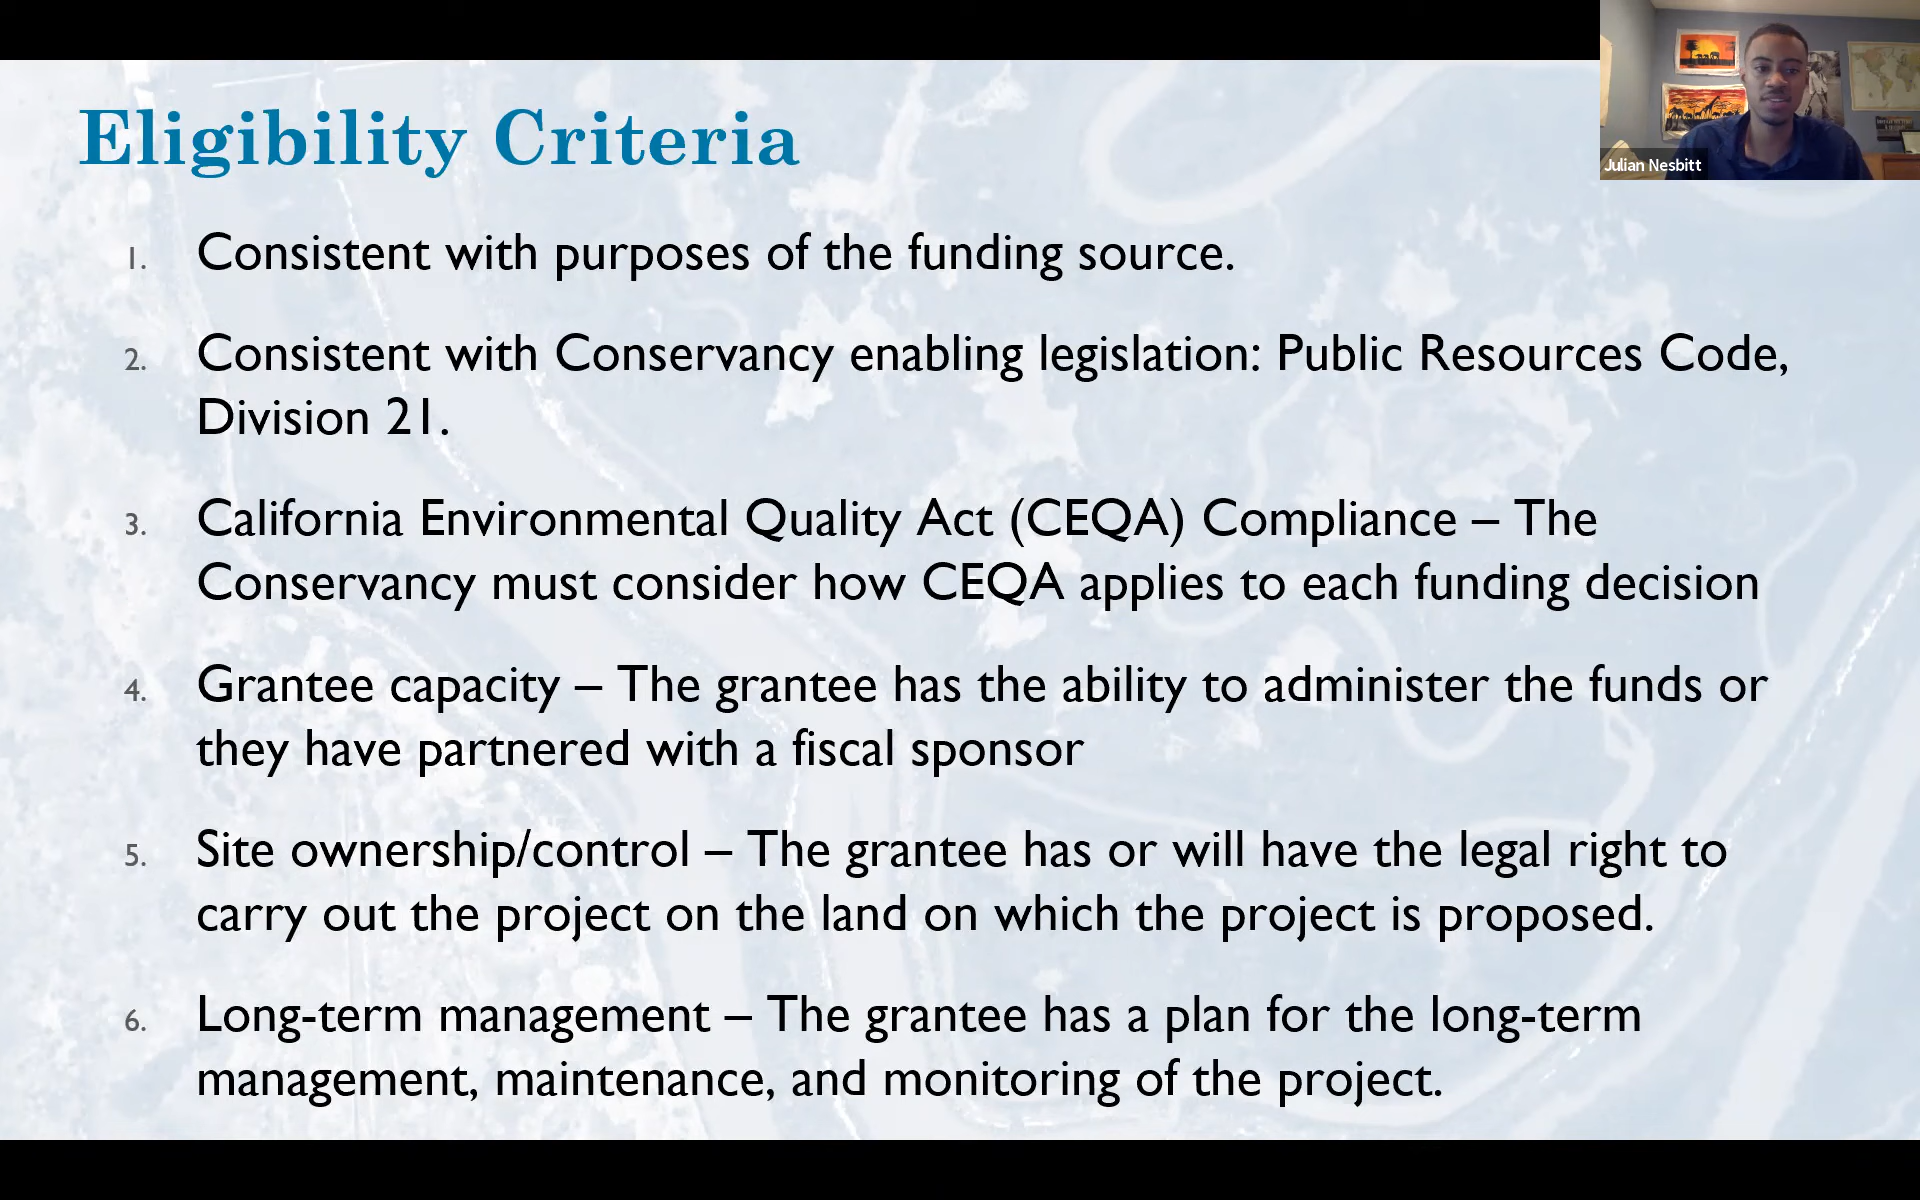 Eligibility Criteria
Julian Nesbitt
1. Consistent with purposes of the funding source.
2. Consistent with Conservancy enabling legislation: Public Resources Code,
Division 21.
3. California Environmental Quality Act (CEQA) Compliance – The
Conservancy must consider how CEQA applies to each funding decision
4. Grantee capacity – The grantee has the ability to administer the funds or
they have partnered with a fiscal sponsor
5. Site ownership/control – The grantee has or will have the legal right to
carry out the project on the land on which the project is proposed.
6. Long-term management – The grantee has a plan for the long-term
management, maintenance, and monitoring of the project.